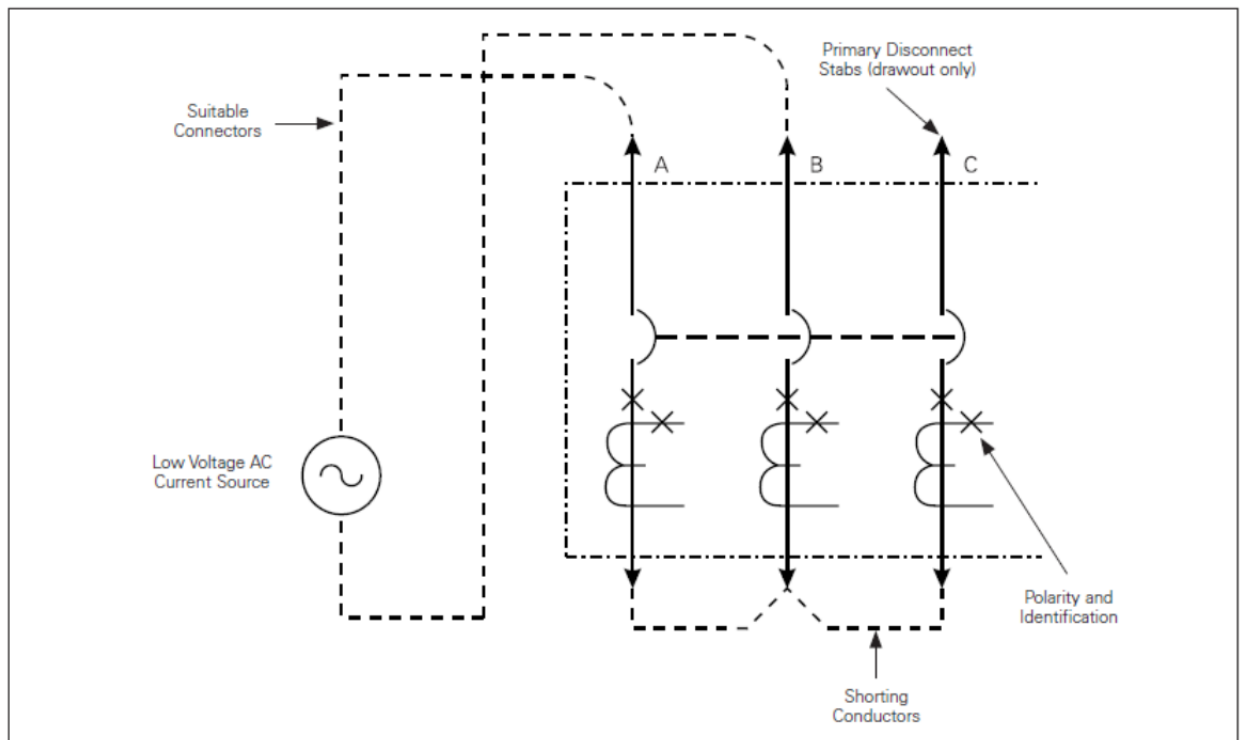 Primary Disconnect
Stabs (drawout only)
Suitable
Connectors
A
B
C
Low Voltage AC
Current Source
Polarity and
Identification
Shorting
Conductors